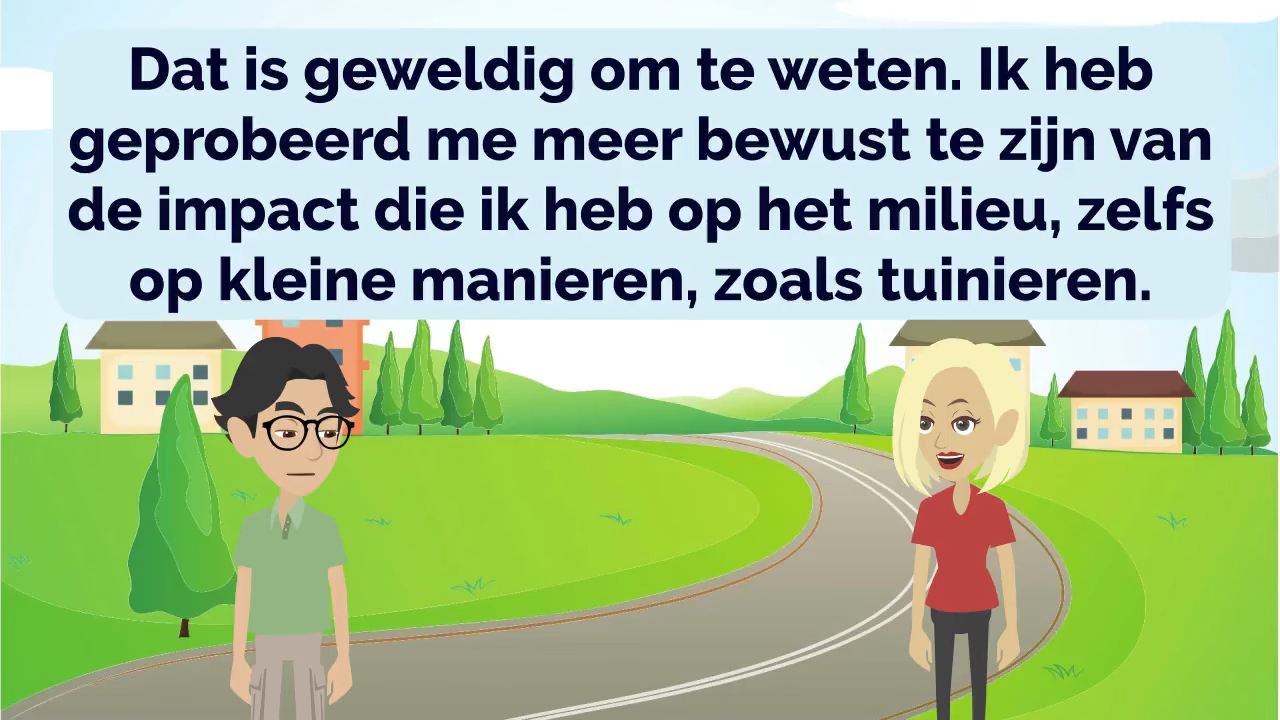 Dat is geweldig om te weten. Ik heb
geprobeerd me meer bewust te zijn van
de impact die ik heb op het milieu, zelfs
op kleine manieren, zoals tuinieren.